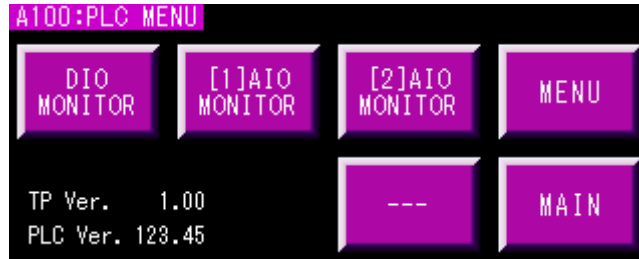 A100:PLC MENU
DIO
MONITOR
[1]AIO
MONITOR
[2]AIO
MONITOR
MENU
TP Ver. 1.00
PLC Ver. 123.45
---
MAIN